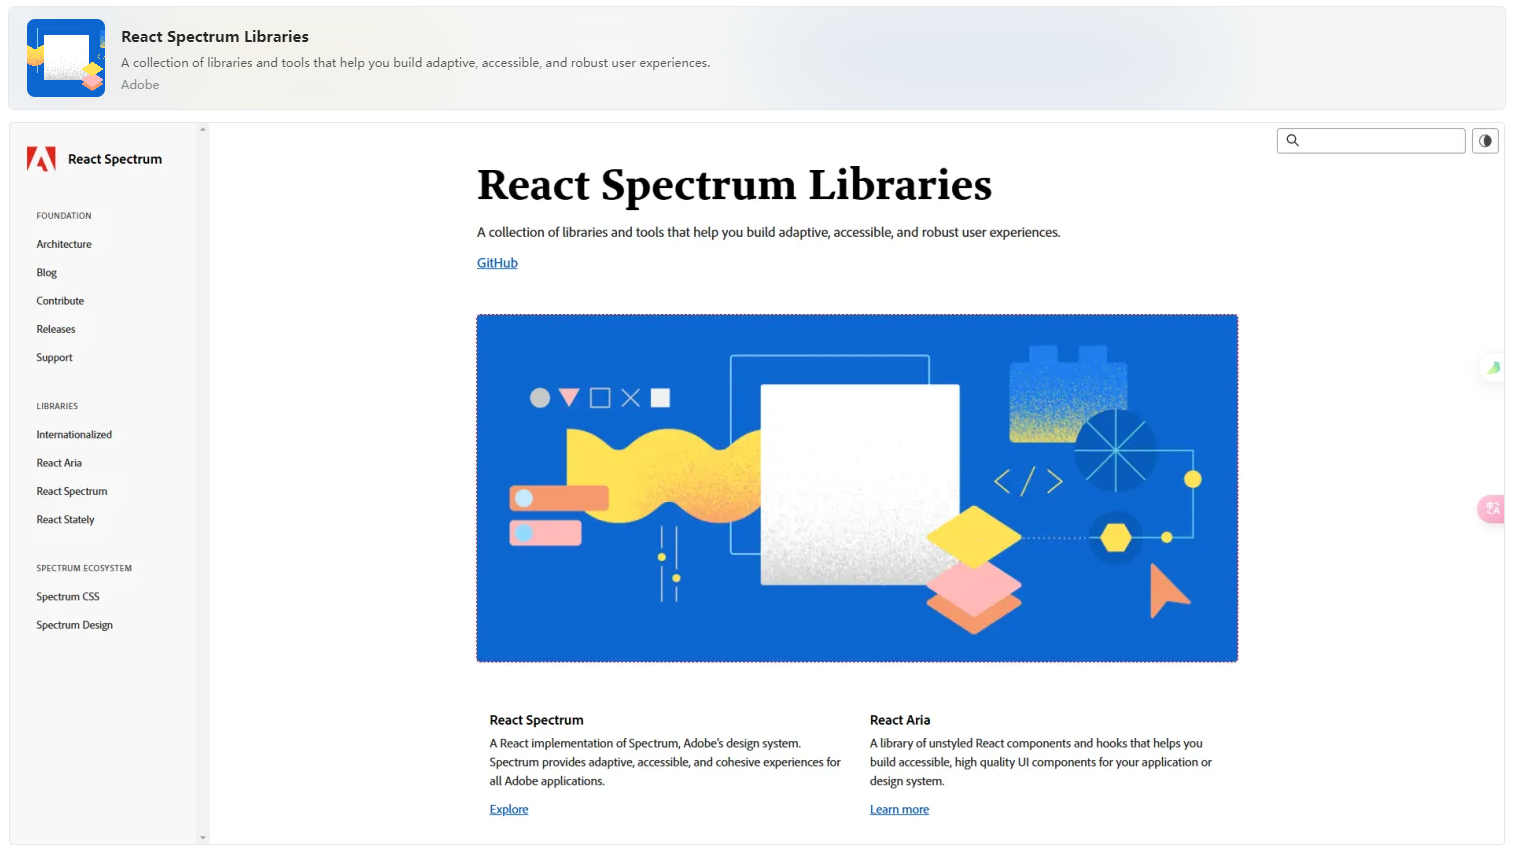 React Spectrum Libraries
A collection of libraries and tools that help you build adaptive, accessible, and robust user experiences.
Adobe
React Spectrum
FOUNDATION
Architecture
Blog
Contribute
Releases
Support
LIBRARIES
Internationalized
React Aria
React Spectrum
React Stately
SPECTRUM ECOSYSTEM
Spectrum CSS
Spectrum Design
React Spectrum Libraries
A collection of libraries and tools that help you build adaptive, accessible, and robust user experiences.
GitHub
</>
React Spectrum
A React implementation of Spectrum, Adobe's design system.
Spectrum provides adaptive, accessible, and cohesive experiences for
all Adobe applications.
Explore
React Aria
A library of unstyled React components and hooks that helps you
build accessible, high quality UI components for your application or
design system.
Learn more